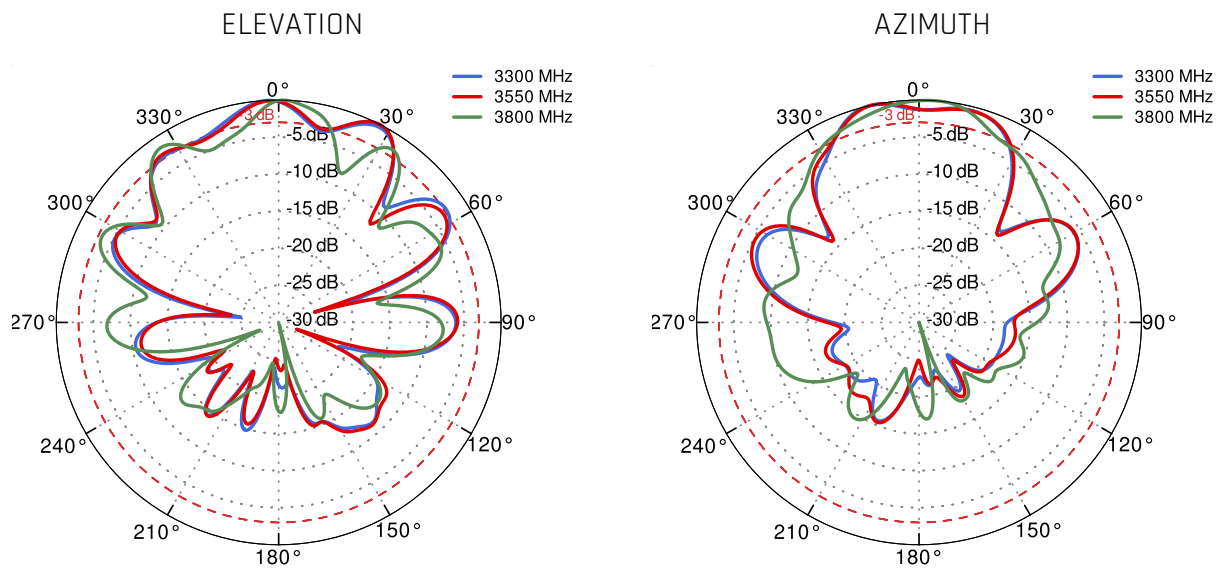 ELEVATION
3300 MHz
3550 MHz
3800 MHz
0°
30°
60°
90°
120°
150°
180°
210°
240°
270°
300°
330°
-3 dB
-5 dB
-10 dB
-15 dB
-20 dB
-25 dB
-30 dB
AZIMUTH
3300 MHz
3550 MHz
3800 MHz
0°
30°
60°
90°
120°
150°
180°
210°
240°
270°
300°
330°
-3 dB
-5 dB
-10 dB
-15 dB
-20 dB
-25 dB
-30 dB